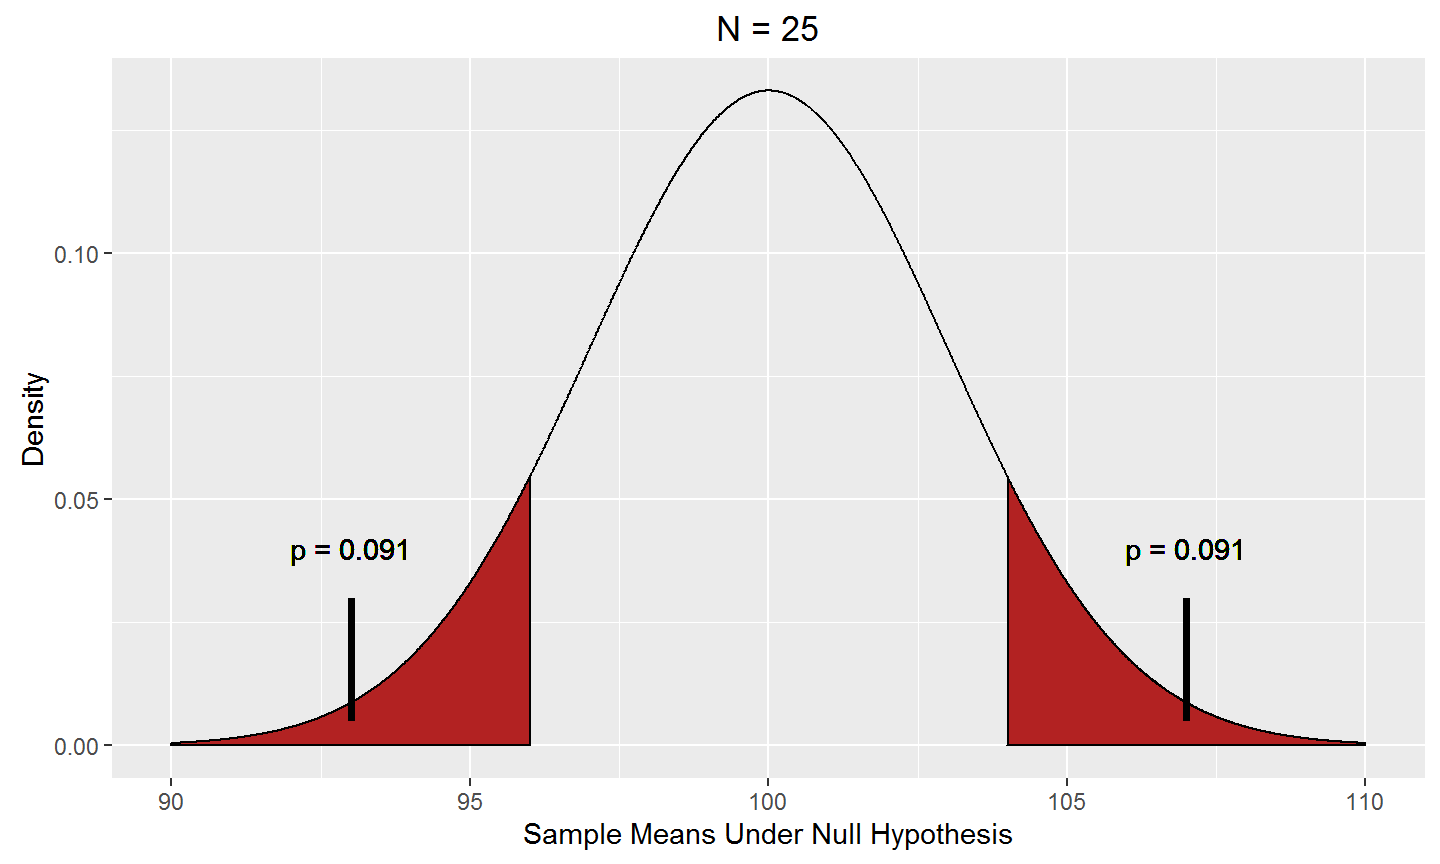 N = 25
Density
0.10
0.05
0.00
p = 0.091
p = 0.091
90
95
100
105
110
Sample Means Under Null Hypothesis